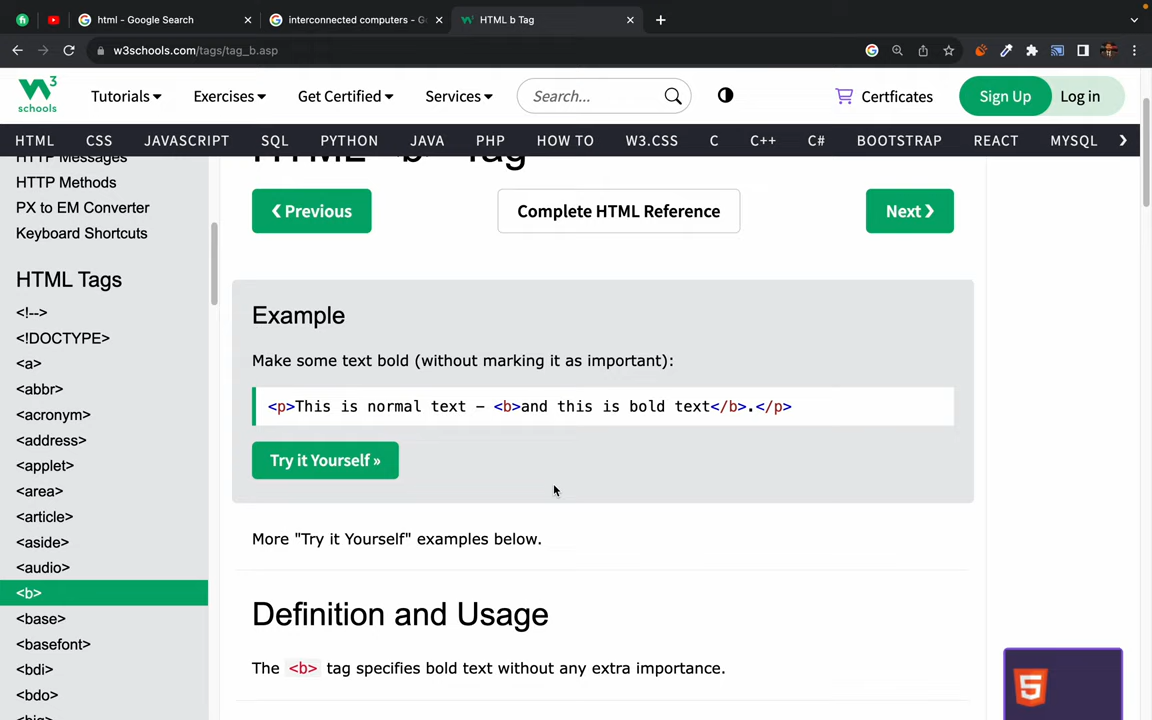 html - Google Search
interconnected computers - G
HTML b Tag
w3schools.com/tags/tag_b.asp
3
schools
Tutorials
Exercises
Get Certified
Services
Search...
Certficates
Sign Up
Log in
HTML
CSS
JAVASCRIPT
SQL
PYTHON
JAVA
PHP
HOW TO
W3.CSS
C
C++
C#
BOOTSTRAP
REACT
MYSQL
❯
HTTP Messages
HTTP Methods
PX to EM Converter
Keyboard Shortcuts
HTML Tags
<!-->
<!DOCTYPE>
<a>
<abbr>
<acronym>
<address>
<applet>
<area>
<article>
<aside>
<audio>
<b>
<base>
<basefont>
<bdi>
<bdo>
HTML <b> Tag
❮ Previous
Complete HTML Reference
Next ❯
Example
Make some text bold (without marking it as important):
<p>This is normal text – <b>and this is bold text</b>.</p>
Try it Yourself »
More "Try it Yourself" examples below.
Definition and Usage
The <b> tag specifies bold text without any extra importance.
5